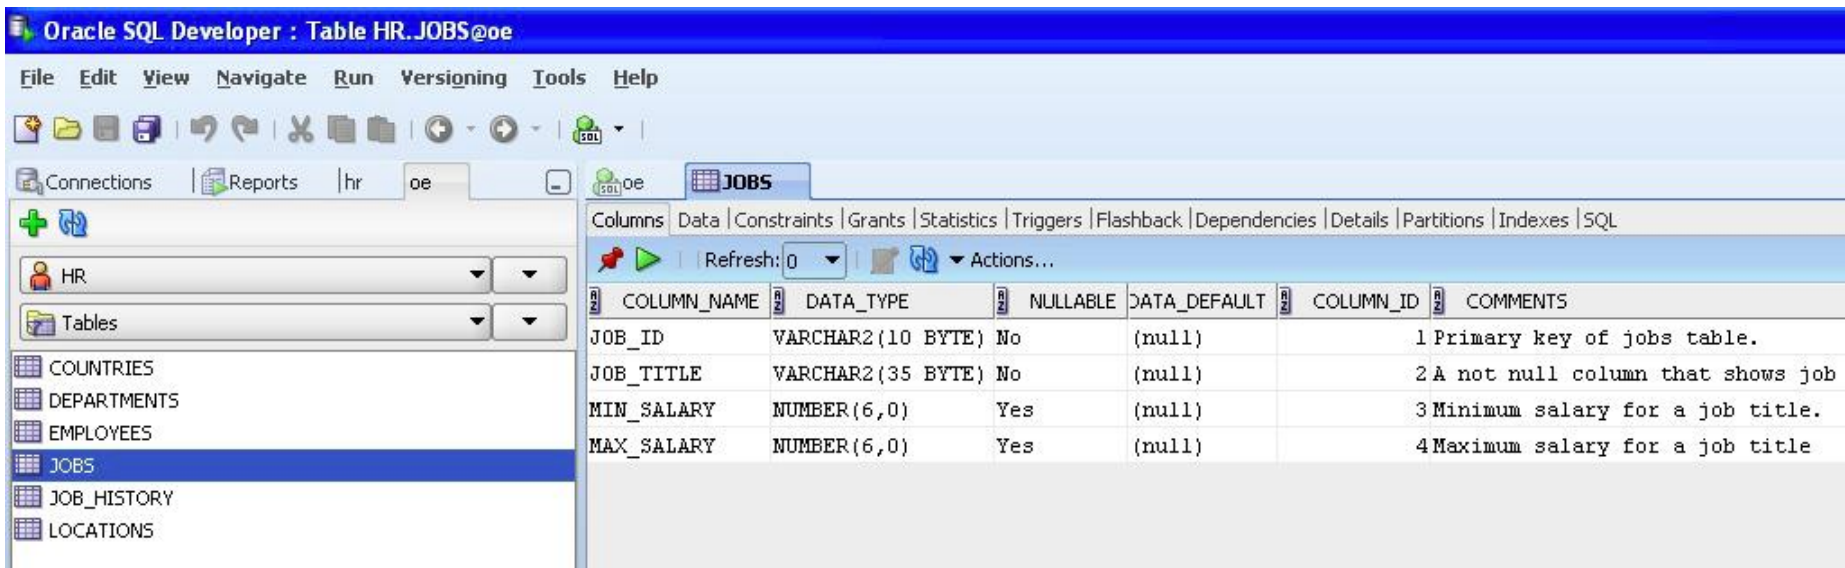 Oracle SQL Developer : Table HR.JOBS@oe
File Edit View Navigate Run Versioning Tools Help
SQL
Connections Reports hr oe
HR
Tables
COUNTRIES
DEPARTMENTS
EMPLOYEES
JOBS
JOB_HISTORY
LOCATIONS
SQL oe JOBS
Columns Data Constraints Grants Statistics Triggers Flashback Dependencies Details Partitions Indexes SQL
Refresh: 0 Actions...
COLUMN_NAME DATA_TYPE NULLABLE DATA_DEFAULT COLUMN_ID COMMENTS
JOB_ID VARCHAR2(10 BYTE) No (null) 1 Primary key of jobs table.
JOB_TITLE VARCHAR2(35 BYTE) No (null) 2 A not null column that shows job
MIN_SALARY NUMBER(6,0) Yes (null) 3 Minimum salary for a job title.
MAX_SALARY NUMBER(6,0) Yes (null) 4 Maximum salary for a job title